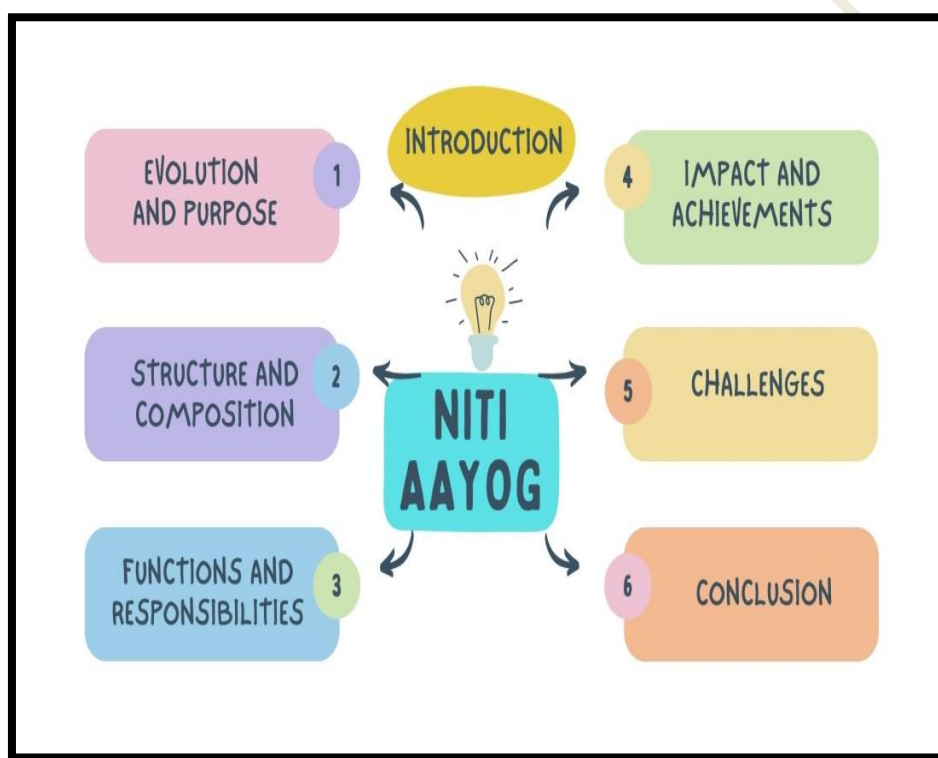 INTRODUCTION
NITI
AAYOG
1
EVOLUTION
AND PURPOSE
2
STRUCTURE AND
COMPOSITION
3
FUNCTIONS AND
RESPONSIBILITIES
4
IMPACT AND
ACHIEVEMENTS
5
CHALLENGES
6
CONCLUSION